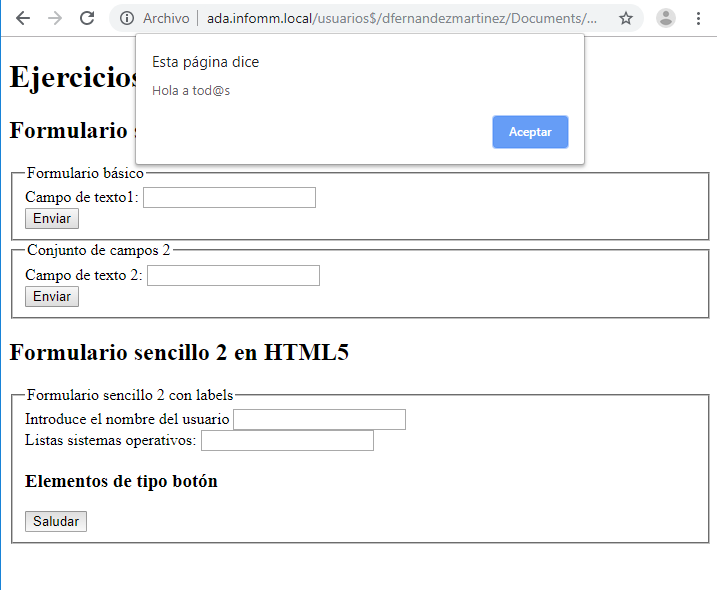 Archivo | ada.infomm.local/usuarios$/dfernandezmartinez/Documents/...
Esta página dice
Hola a tod@s
Aceptar
Ejercicios
Formulario
Formulario básico
Campo de texto1:
Enviar
Conjunto de campos 2
Campo de texto 2:
Enviar
Formulario sencillo 2 en HTML5
Formulario sencillo 2 con labels
Introduce el nombre del usuario
Listas sistemas operativos:
Elementos de tipo botón
Saludar